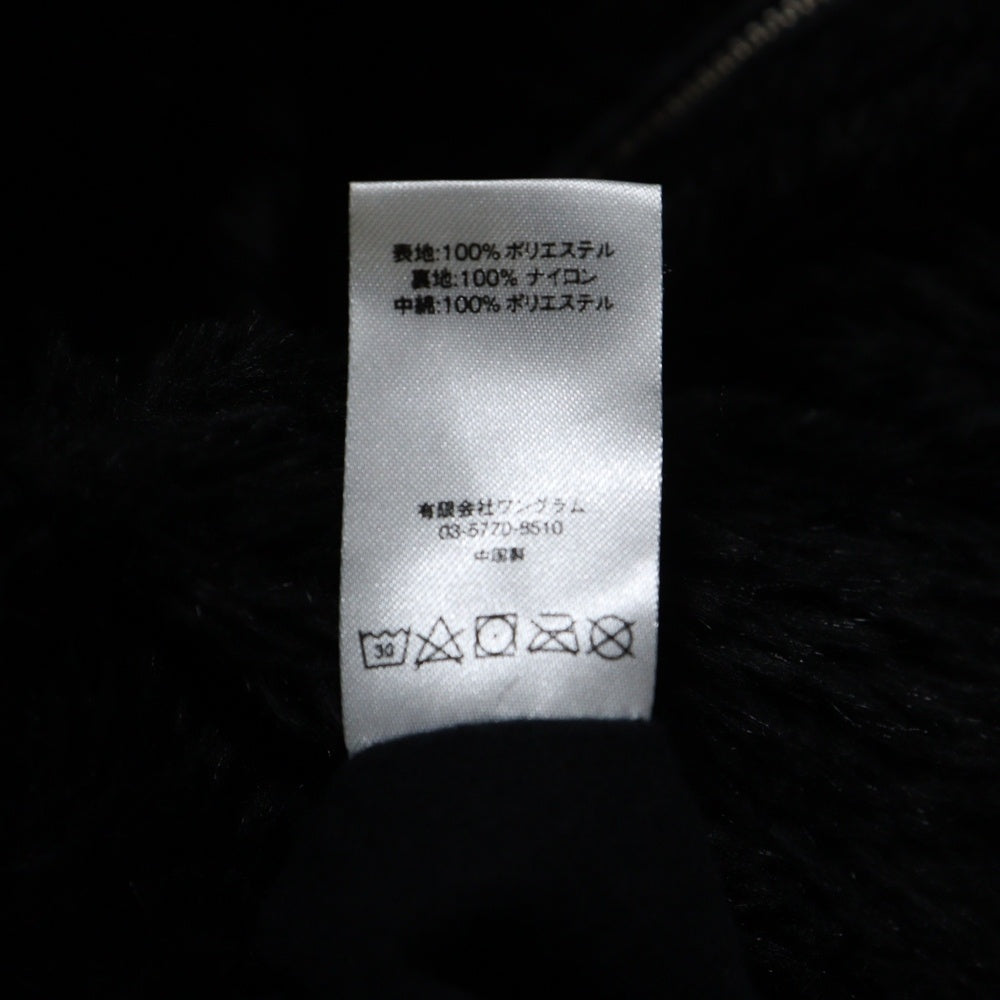 表地:100% ポリエステル
裏地:100% ナイロン
中綿:100% ポリエステル
有限会社ワングラム
03-5770-8510
中国製
30